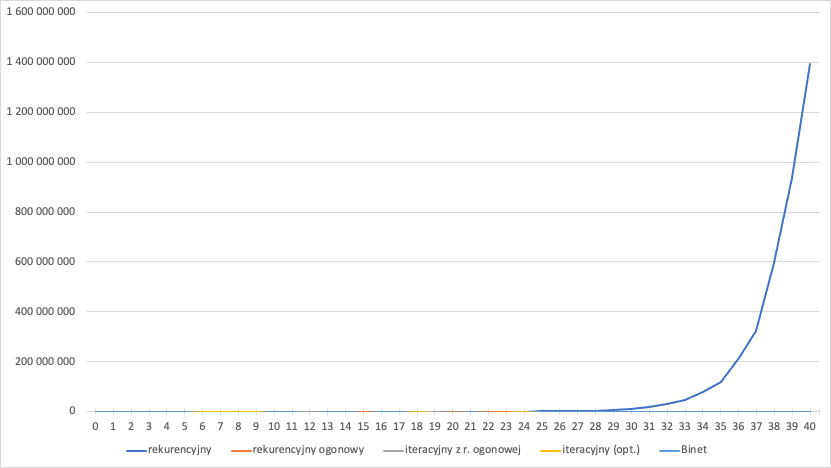 1 600 000 000
1 400 000 000
1 200 000 000
1 000 000 000
800 000 000
600 000 000
400 000 000
200 000 000
0
0 1 2 3 4 5 6 7 8 9 10 11 12 13 14 15 16 17 18 19 20 21 22 23 24 25 26 27 28 29 30 31 32 33 34 35 36 37 38 39 40
rekurencyjny rekurencyjny ogonowy iteracyjny z r. ogonowej iteracyjny (opt.) Binet